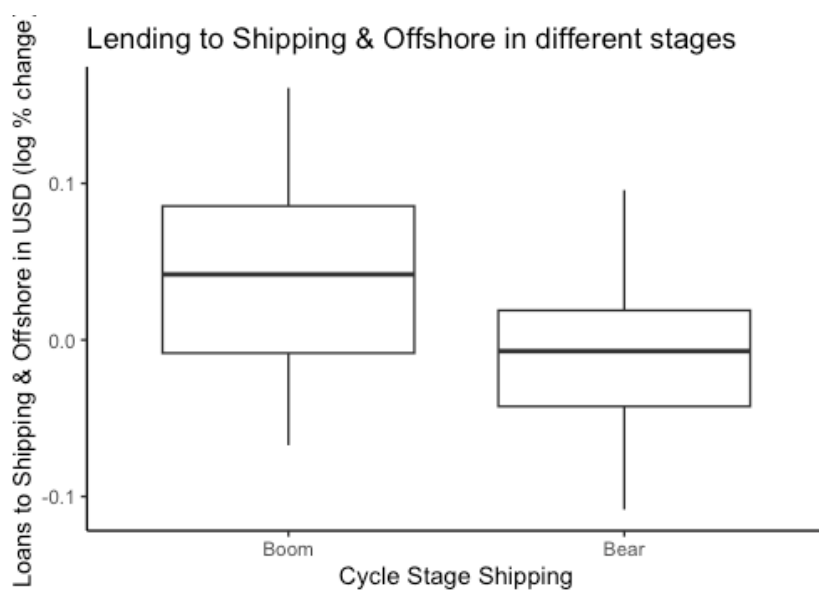 Lending to Shipping & Offshore in different stages
Loans to Shipping & Offshore in USD (log % change)
0.1
0.0
-0.1
Boom
Bear
Cycle Stage Shipping